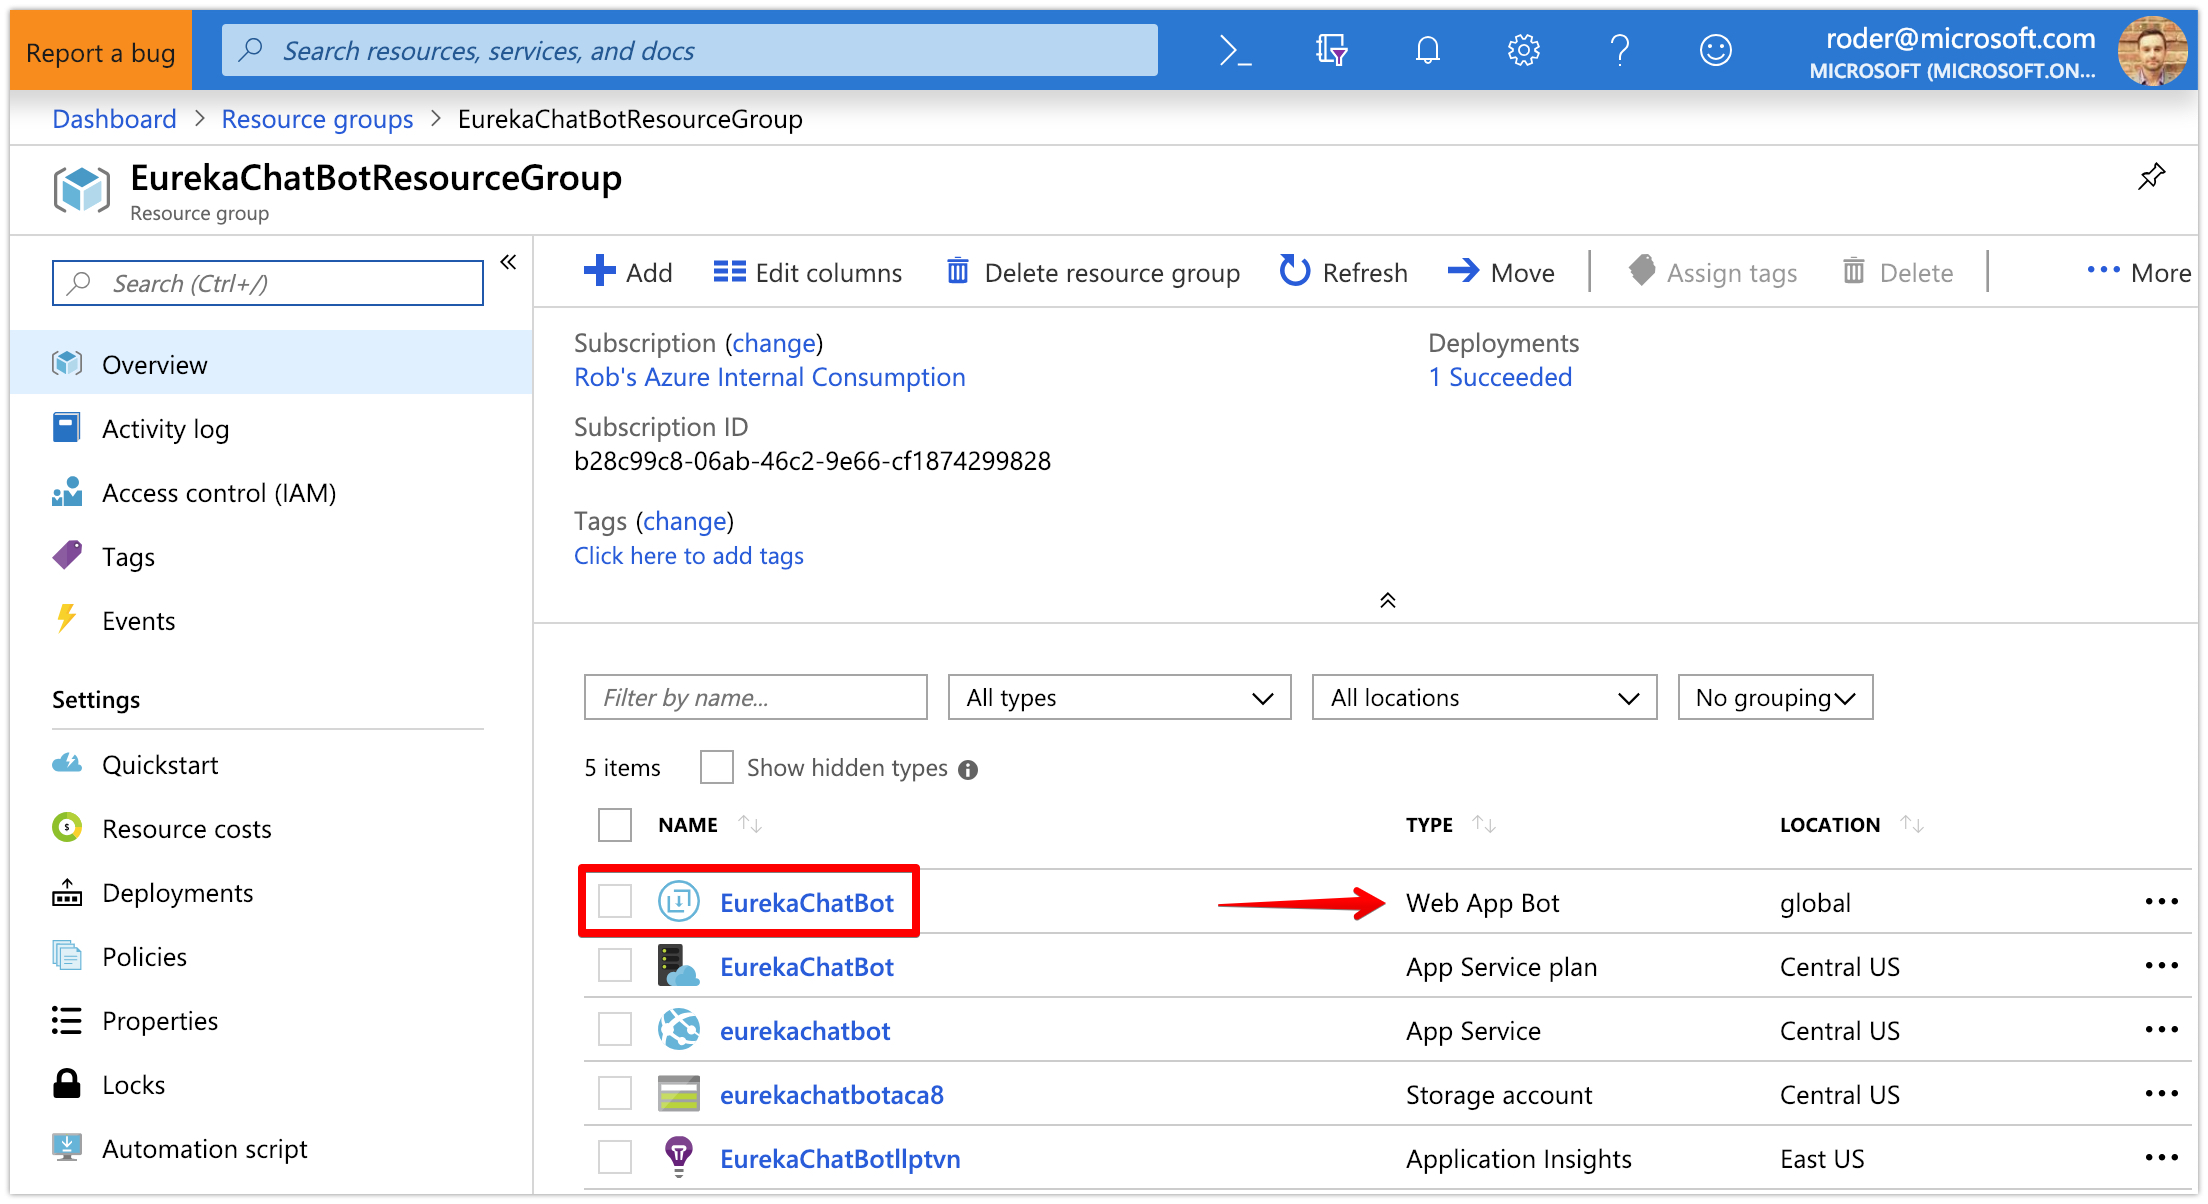 Report a bug
Search resources, services, and docs
roder@microsoft.com
MICROSOFT (MICROSOFT.ON...
Dashboard > Resource groups > EurekaChatBotResourceGroup
EurekaChatBotResourceGroup
Resource group
Search (Ctrl+/)
Overview
Activity log
Access control (IAM)
Tags
Events
Settings
Quickstart
Resource costs
Deployments
Policies
Properties
Locks
Automation script
Add Edit columns Delete resource group Refresh Move Assign tags Delete More
Subscription (change)
Rob's Azure Internal Consumption
Deployments
1 Succeeded
Subscription ID
b28c99c8-06ab-46c2-9e66-cf1874299828
Tags (change)
Click here to add tags
Filter by name... All types All locations No grouping
5 items Show hidden types
NAME TYPE LOCATION
EurekaChatBot Web App Bot global
EurekaChatBot App Service plan Central US
eurekachatbot App Service Central US
eurekachatbotaca8 Storage account Central US
EurekaChatBotllptvn Application Insights East US